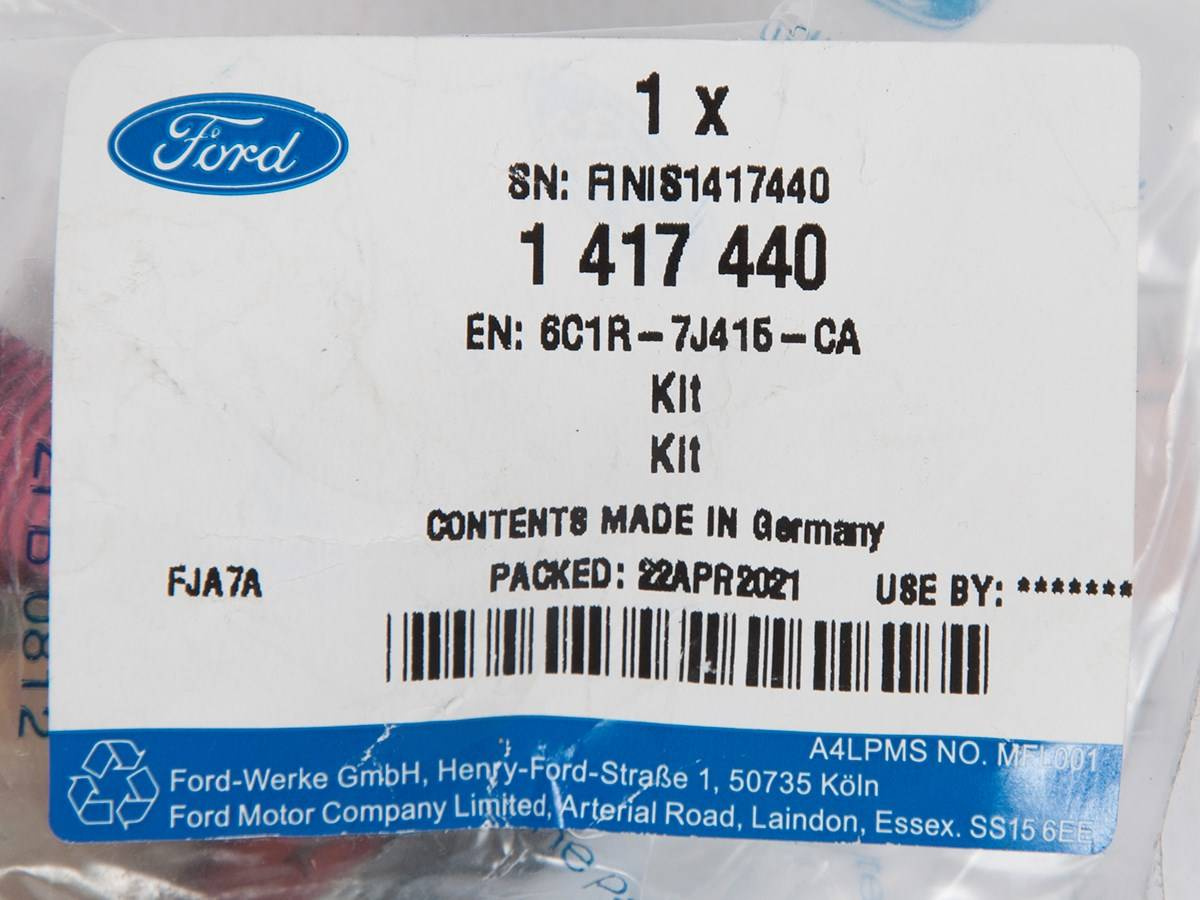 Ford
1 x
SN: FINIS1417440
1 417 440
EN: 6C1R-7J415-CA
Kit
Kit
CONTENTS MADE IN Germany
FJA7A
PACKED: 22APR2021
USE BY: *******
A4LPMS NO. MFL001
Ford-Werke GmbH, Henry-Ford-Straße 1, 50735 Köln
Ford Motor Company Limited, Arterial Road, Laindon, Essex. SS15 6EE